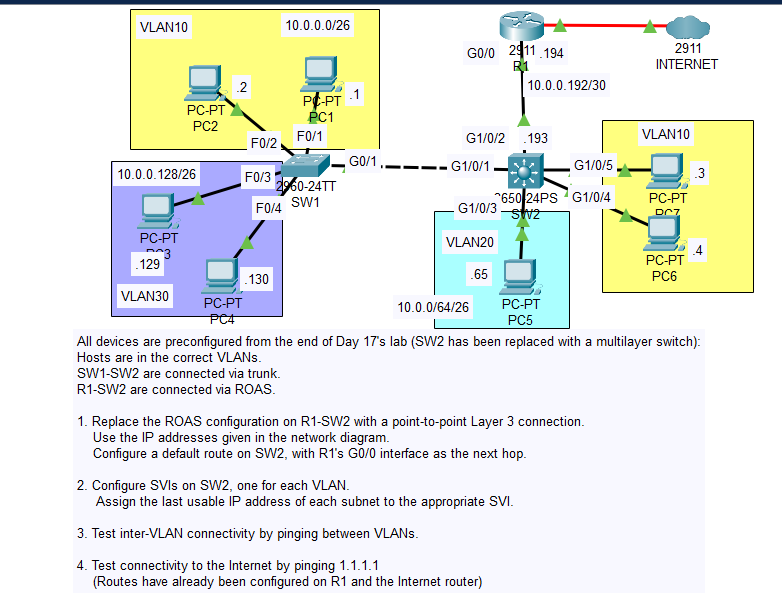 VLAN10
10.0.0.0/26
.2
.1
PC-PT
PC2
PC-PT
PC1
F0/2
F0/1
G0/0
2911
.194
R1
2911
INTERNET
10.0.0.192/30
G1/0/2
.193
G0/1
G1/0/1
G1/0/5
VLAN10
.3
PC-PT
PC7
10.0.0.128/26
F0/3
2960-24TT
SW1
F0/4
3650-24PS
SW2
G1/0/3
G1/0/4
.4
PC-PT
PC6
PC-PT
PC3
.129
VLAN30
.130
PC-PT
PC4
VLAN20
.65
10.0.0/64/26
PC-PT
PC5
All devices are preconfigured from the end of Day 17's lab (SW2 has been replaced with a multilayer switch):
Hosts are in the correct VLANs.
SW1-SW2 are connected via trunk.
R1-SW2 are connected via ROAS.
1. Replace the ROAS configuration on R1-SW2 with a point-to-point Layer 3 connection.
Use the IP addresses given in the network diagram.
Configure a default route on SW2, with R1's G0/0 interface as the next hop.
2. Configure SVIs on SW2, one for each VLAN.
Assign the last usable IP address of each subnet to the appropriate SVI.
3. Test inter-VLAN connectivity by pinging between VLANs.
4. Test connectivity to the Internet by pinging 1.1.1.1
(Routes have already been configured on R1 and the Internet router)